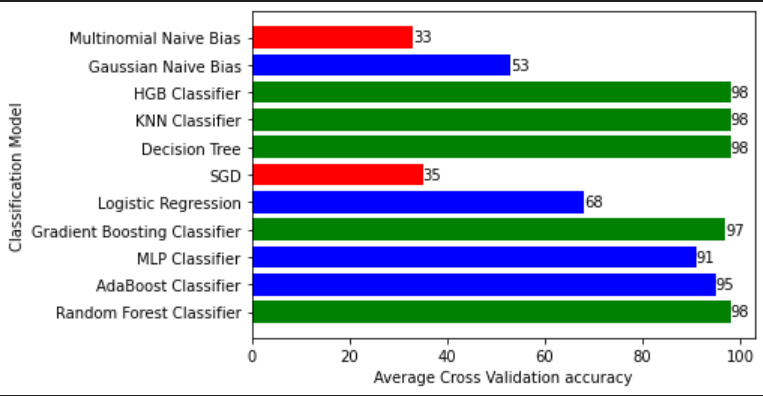 Classification Model
Multinomial Naive Bias 33
Gaussian Naive Bias 53
HGB Classifier 98
KNN Classifier 98
Decision Tree 98
SGD 35
Logistic Regression 68
Gradient Boosting Classifier 97
MLP Classifier 91
AdaBoost Classifier 95
Random Forest Classifier 98
0 20 40 60 80 100
Average Cross Validation accuracy